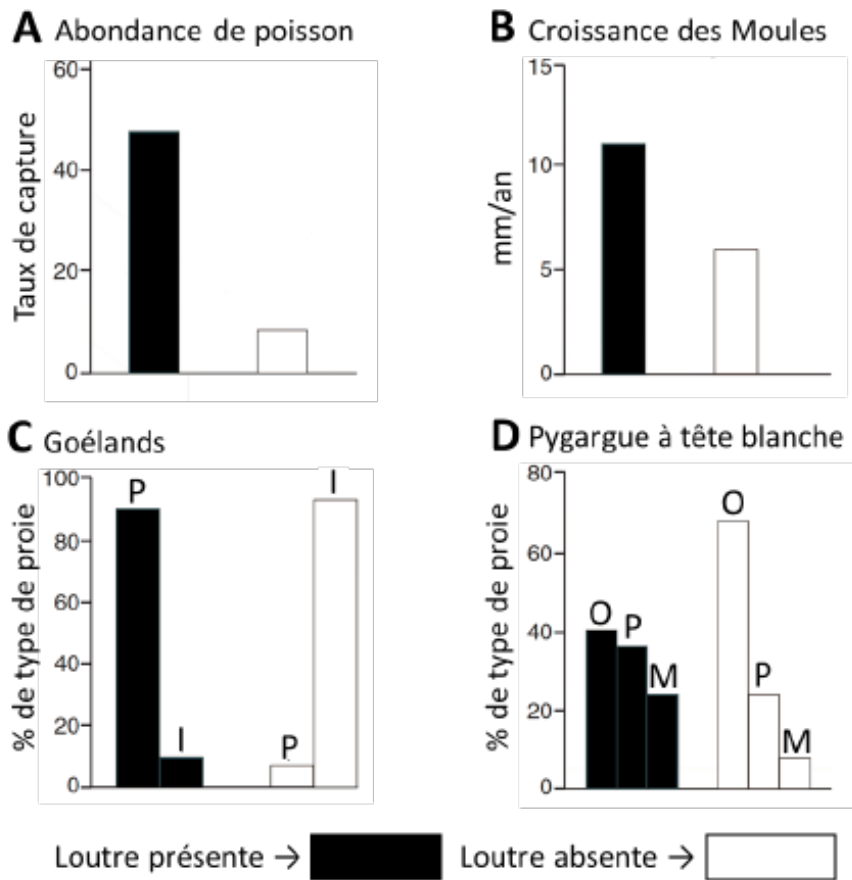 A Abondance de poisson
Taux de capture
60
40
20
0
B Croissance des Moules
mm/an
15
10
5
0
C Goélands
% de type de proie
100
80
60
40
20
0
P
I
P
I
D Pygargue à tête blanche
% de type de proie
80
60
40
20
0
O
P
M
O
P
M
Loutre présente → Loutre absente →